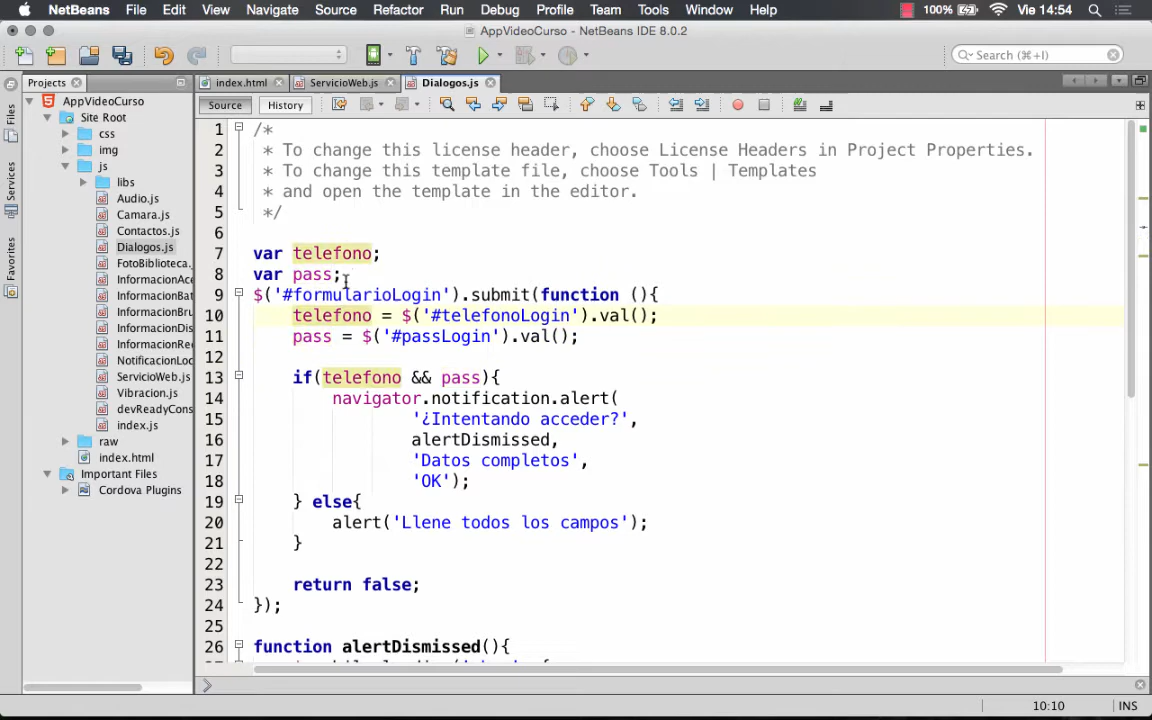 NetBeans File Edit View Navigate Source Refactor Run Debug Profile Team Tools Window Help 100% Vie 14:54
AppVideoCurso - NetBeans IDE 8.0.2
Search (⌘+I)
Projects index.html ServicioWeb.js Dialogos.js
Source History
Files
Services
Favorites
AppVideoCurso
Site Root
css
img
js
libs
Audio.js
Camara.js
Contactos.js
Dialogos.js
FotoBiblioteca.
InformacionAce
InformacionBat
InformacionBru
InformacionDis
InformacionRec
NotificacionLoc
ServicioWeb.js
Vibracion.js
devReadyCons
index.js
raw
index.html
Important Files
Cordova Plugins
1 /*
2 * To change this license header, choose License Headers in Project Properties.
3 * To change this template file, choose Tools | Templates
4 * and open the template in the editor.
5 */
6
7 var telefono;
8 var pass;
9 $('#formularioLogin').submit(function (){
10 telefono = $('#telefonoLogin').val();
11 pass = $('#passLogin').val();
12
13 if(telefono && pass){
14 navigator.notification.alert(
15 '¿Intentando acceder?',
16 alertDismissed,
17 'Datos completos',
18 'OK');
19 } else{
20 alert('Llene todos los campos');
21 }
22
23 return false;
24 });
25
26 function alertDismissed(){
10:10 INS